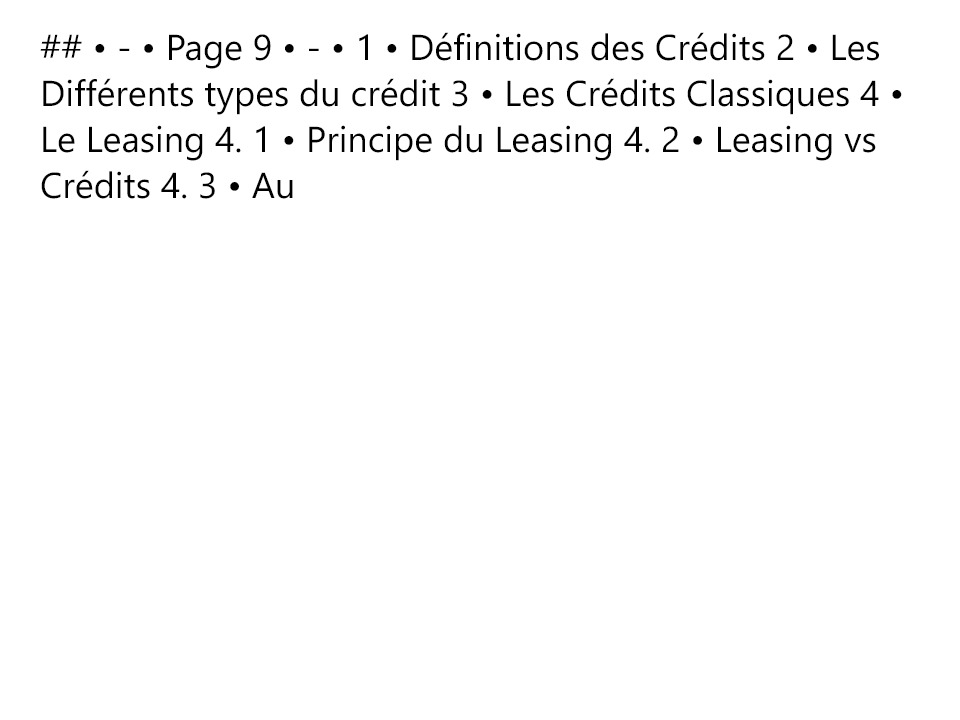 ## • - • Page 9 • - • 1 • Définitions des Crédits 2 • Les
Différents types du crédit 3 • Les Crédits Classiques 4 •
Le Leasing 4. 1 • Principe du Leasing 4. 2 • Leasing vs
Crédits 4. 3 • Au